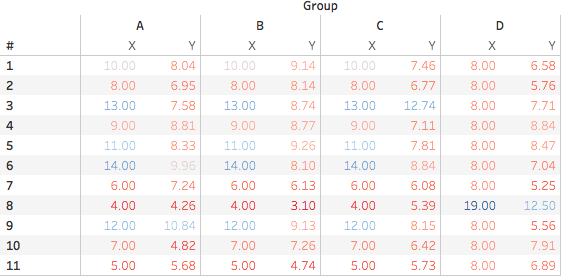 Group
A B C D
# X Y X Y X Y X Y
1 10.00 8.04 10.00 9.14 10.00 7.46 8.00 6.58
2 8.00 6.95 8.00 8.14 8.00 6.77 8.00 5.76
3 13.00 7.58 13.00 8.74 13.00 12.74 8.00 7.71
4 9.00 8.81 9.00 8.77 9.00 7.11 8.00 8.84
5 11.00 8.33 11.00 9.26 11.00 7.81 8.00 8.47
6 14.00 9.96 14.00 8.10 14.00 8.84 8.00 7.04
7 6.00 7.24 6.00 6.13 6.00 6.08 8.00 5.25
8 4.00 4.26 4.00 3.10 4.00 5.39 19.00 12.50
9 12.00 10.84 12.00 9.13 12.00 8.15 8.00 5.56
10 7.00 4.82 7.00 7.26 7.00 6.42 8.00 7.91
11 5.00 5.68 5.00 4.74 5.00 5.73 8.00 6.89